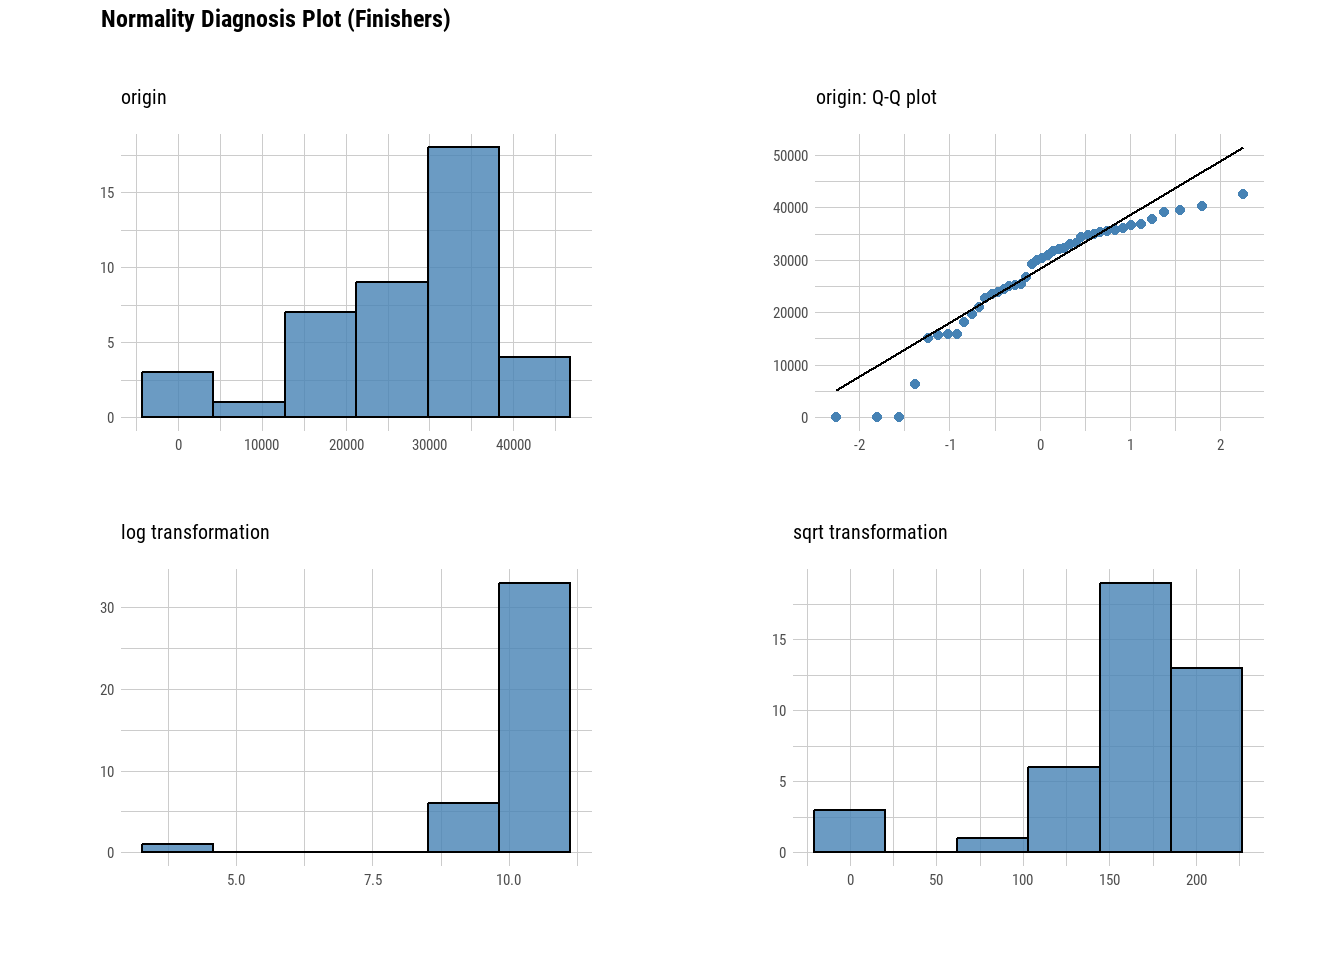 Normality Diagnosis Plot (Finishers)
origin
15
10
5
0
0 10000 20000 30000 40000
origin: Q-Q plot
50000
40000
30000
20000
10000
0
-2 -1 0 1 2
log transformation
30
20
10
0
5.0 7.5 10.0
sqrt transformation
15
10
5
0
0 50 100 150 200